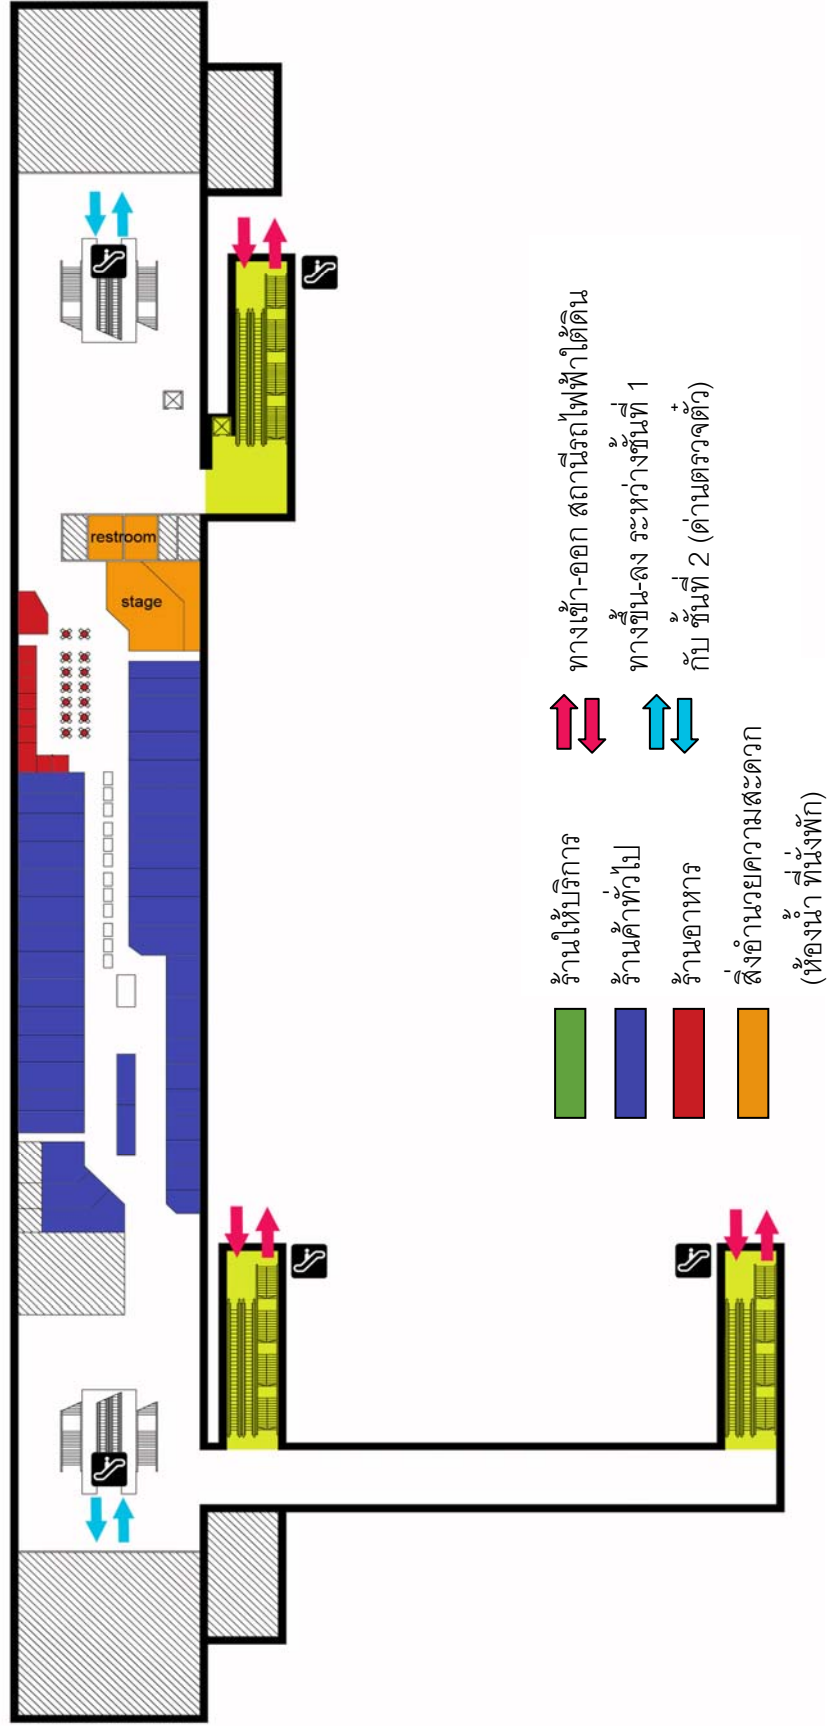 restroom
stage
ร้านให้บริการ
ร้านค้าทั่วไป
ร้านอาหาร
สิ่งอำนวยความสะดวก
(ห้องน้ำ ที่นั่งพัก)
ทางเข้า-ออก สถานีรถไฟฟ้าใต้ดิน
ทางขึ้น-ลง ระหว่างชั้นที่ 1
กับ ชั้นที่ 2 (ด่านตรวจตั๋ว)